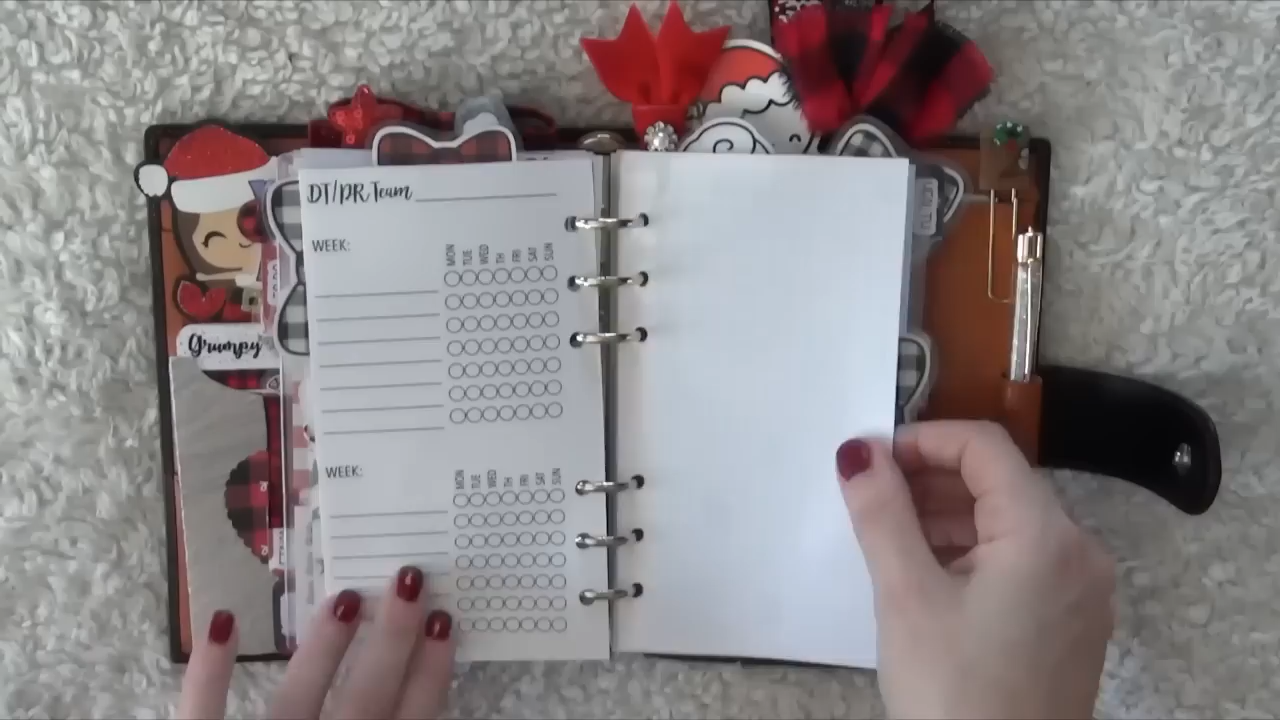 DT/PR Team
WEEK:
MON TUE WED TH FRI SAT SUN
Grumpy
WEEK:
MON TUE WED TH FRI SAT SUN